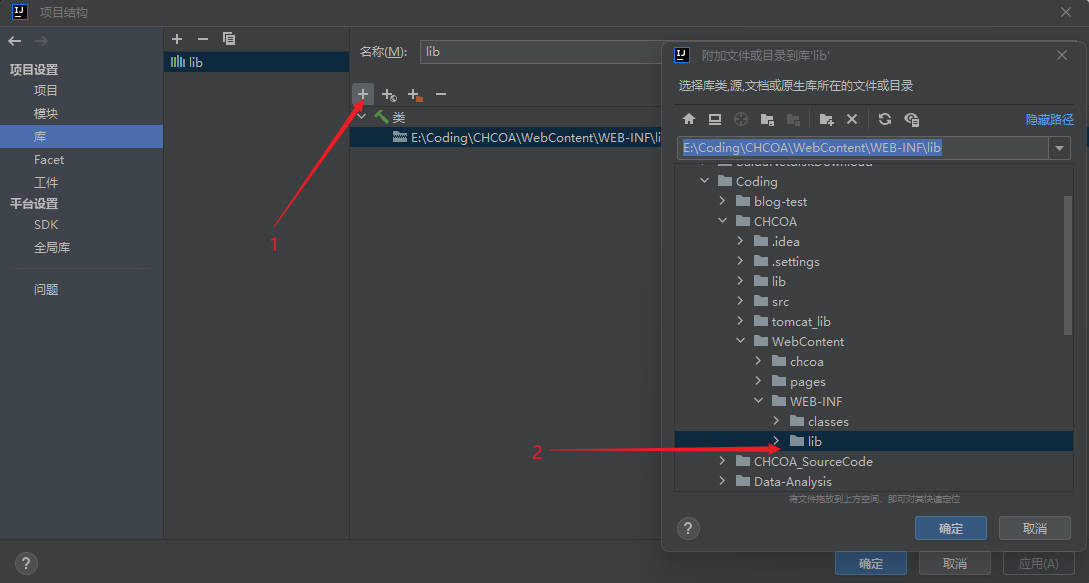 项目结构
项目设置
项目
模块
库
Facet
工件
平台设置
SDK
全局库
问题
lib
名称(M):
lib
类
E:\Coding\CHCOA\WebContent\WEB-INF\li
1
附加文件或目录到库'lib'
选择库类,源,文档或原生库所在的文件或目录
隐藏路径
E:\Coding\CHCOA\WebContent\WEB-INF\lib
BaiduNetdiskDownload
Coding
blog-test
CHCOA
.idea
.settings
lib
src
tomcat_lib
WebContent
chcoa
pages
WEB-INF
classes
2
lib
CHCOA_SourceCode
Data-Analysis
将文件拖放到上方空间，即可对其快速定位
?
确定
取消
?
确定
取消
应用(A)